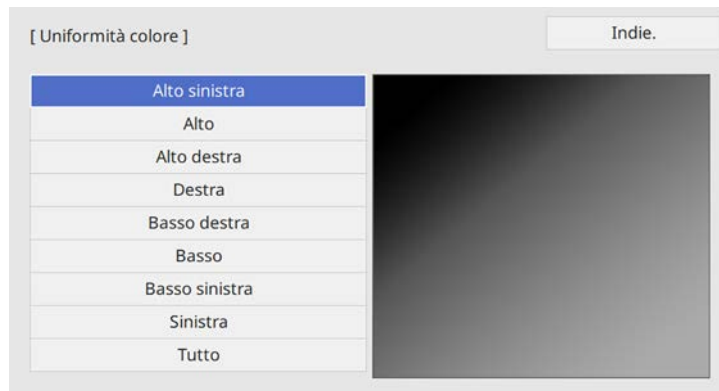 [ Uniformità colore ]
Indie.
Alto sinistra
Alto
Alto destra
Destra
Basso destra
Basso
Basso sinistra
Sinistra
Tutto